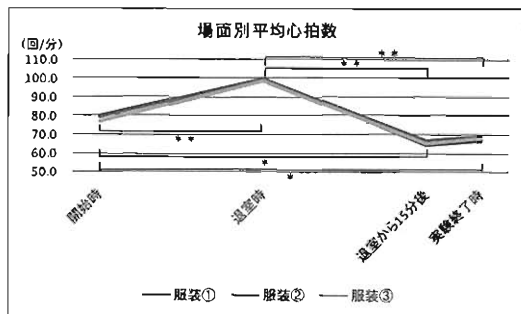 場面別平均心拍数
(回/分)
110.0
100.0
90.0
80.0
70.0
60.0
50.0
**
**
**
*
*
開始時
退室時
退室から15分後
実験終了時
服装① 服装② 服装③